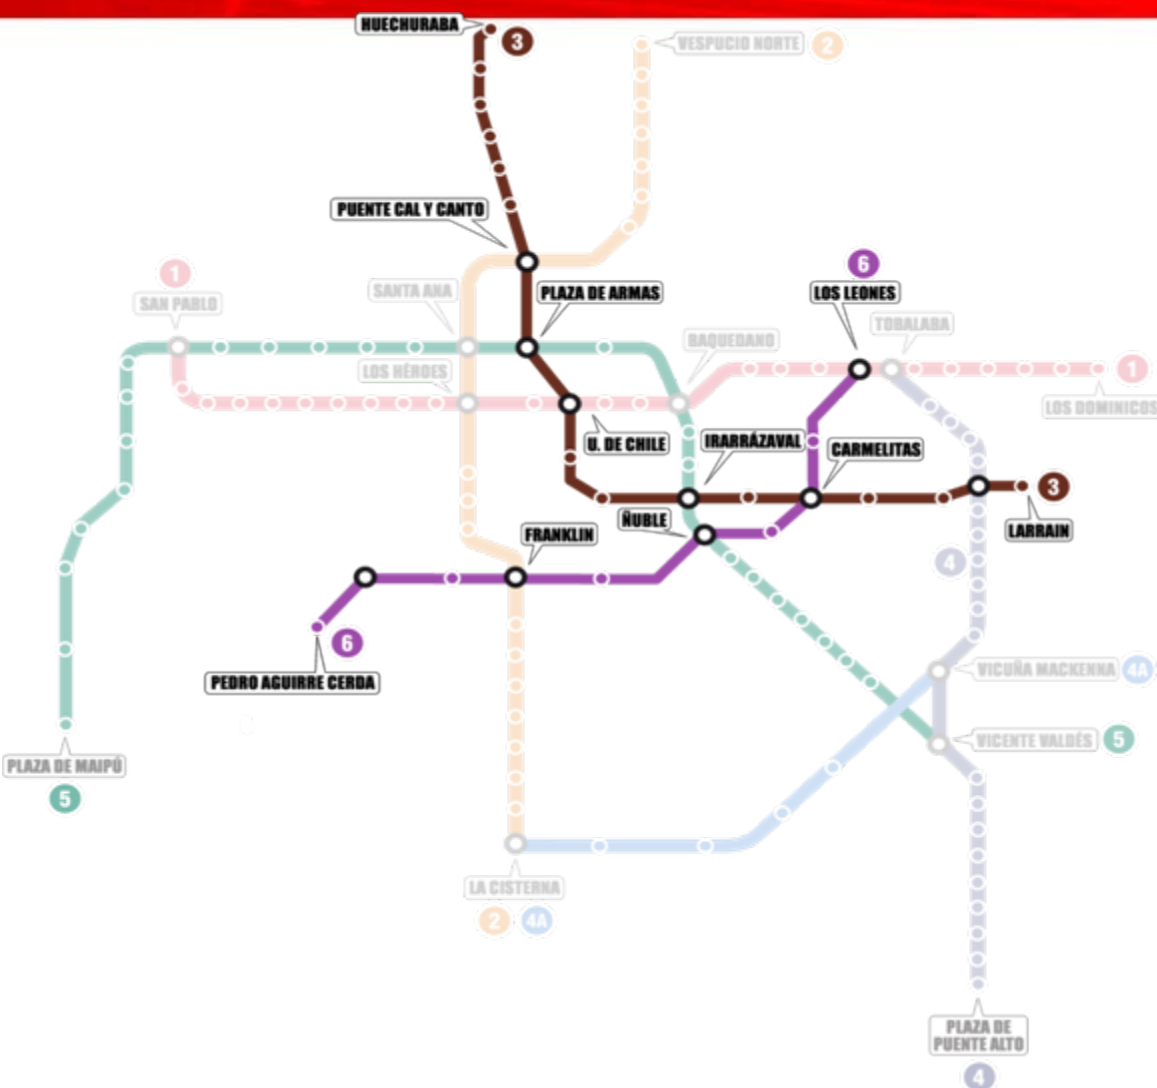 HUECHURABA
3
VESPUCIO NORTE
2
PUENTE CAL Y CANTO
1
SAN PABLO
SANTA ANA
PLAZA DE ARMAS
6
LOS LEONES
TOBALABA
BAQUEDANO
LOS HÉROES
1
LOS DOMINICOS
U. DE CHILE
IRARRÁZAVAL
CARMELITAS
3
LARRAIN
ÑUBLE
FRANKLIN
4
6
PEDRO AGUIRRE CERDA
VICUÑA MACKENNA
4A
VICENTE VALDÉS
5
PLAZA DE MAIPÚ
5
LA CISTERNA
2
4A
PLAZA DE
PUENTE ALTO
4